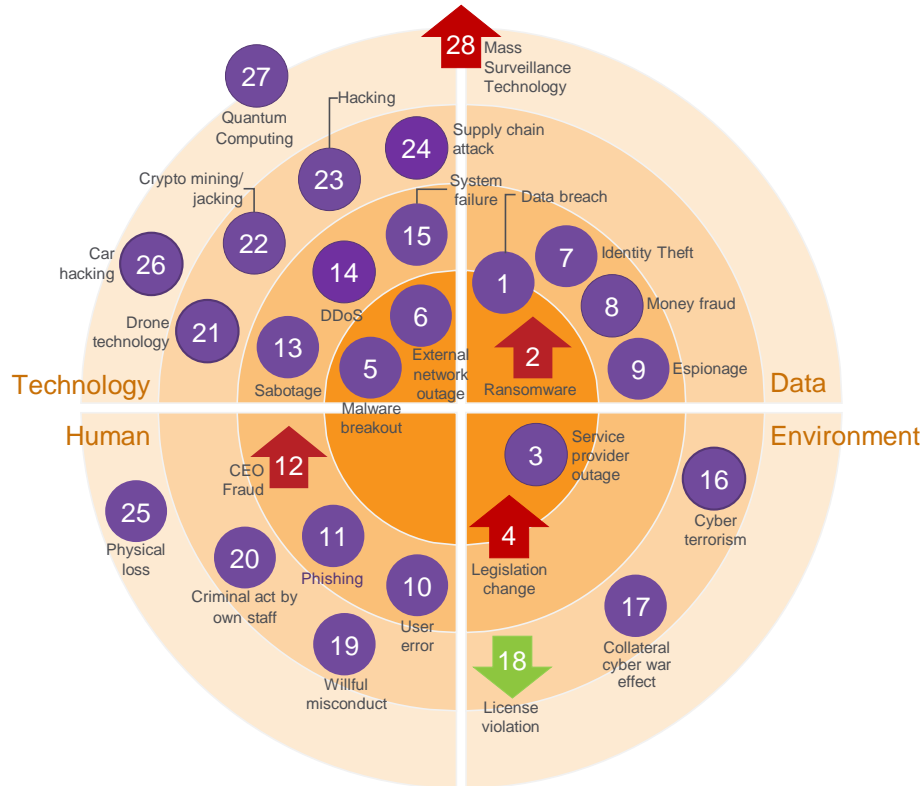 28
Mass
Surveillance
Technology
27
Quantum
Computing
Hacking
23
24
Supply chain
attack
Crypto mining/
jacking
22
System
failure
15
Data breach
1
7
Identity Theft
Car
hacking
26
14
DDoS
8
Money fraud
Drone
technology
21
13
Sabotage
6
External
network
outage
5
Malware
breakout
2
Ransomware
9
Espionage
Technology
Data
Human
Environment
12
CEO
Fraud
3
Service
provider
outage
16
Cyber
terrorism
25
Physical
loss
20
Criminal act by
own staff
11
Phishing
10
User
error
4
Legislation
change
17
Collateral
cyber war
effect
19
Willful
misconduct
18
License
violation